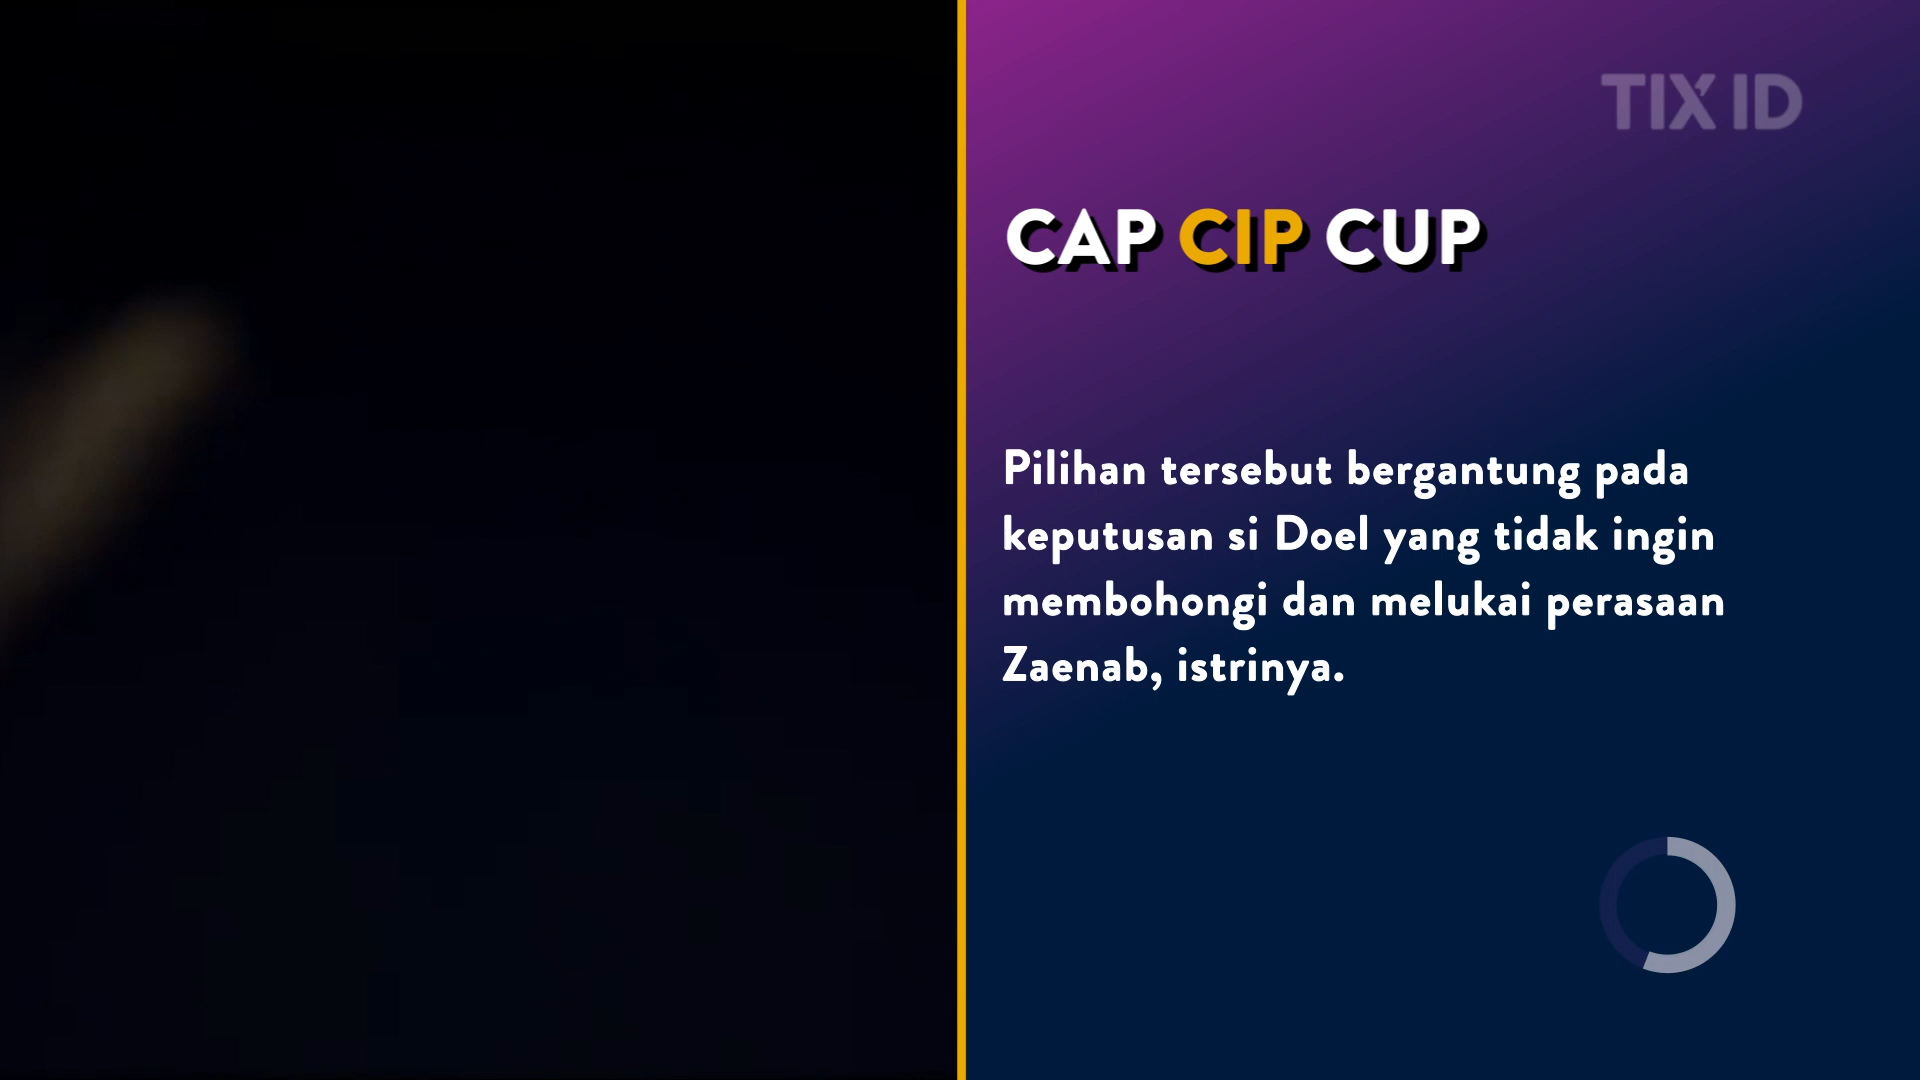 TIX ID
CAP CIP CUP
Pilihan tersebut bergantung pada
keputusan si Doel yang tidak ingin
membohongi dan melukai perasaan
Zaenab, istrinya.